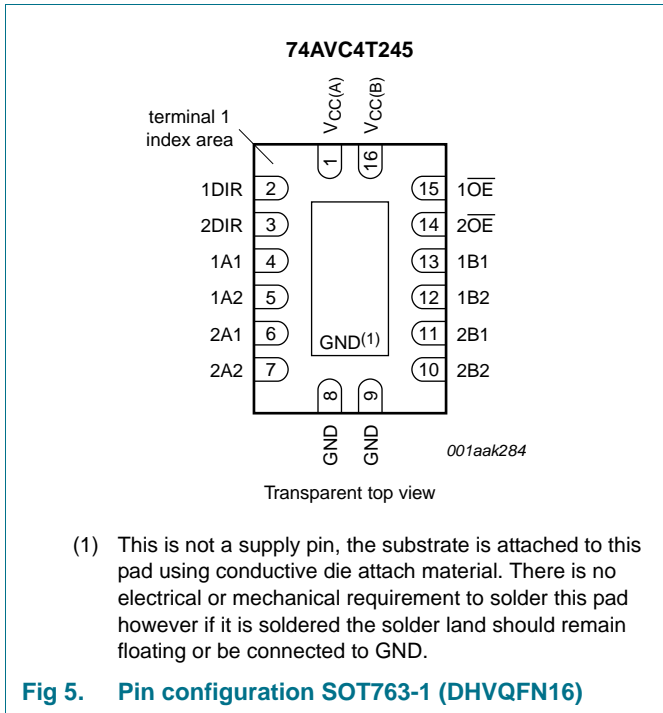 74AVC4T245
terminal 1
index area
VCC(A)
VCC(B)
1
16
1DIR 2
15 1O̅E̅
2DIR 3
14 2O̅E̅
1A1 4
13 1B1
1A2 5
12 1B2
2A1 6
11 2B1
2A2 7
10 2B2
GND(1)
8
9
GND
GND
001aak284
Transparent top view
(1) This is not a supply pin, the substrate is attached to this
pad using conductive die attach material. There is no
electrical or mechanical requirement to solder this pad
however if it is soldered the solder land should remain
floating or be connected to GND.
Fig 5. Pin configuration SOT763-1 (DHVQFN16)